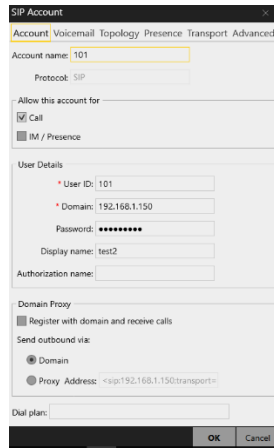 SIP Account
Account Voicemail Topology Presence Transport Advanced
Account name: 101
Protocol: SIP
Allow this account for
Call
IM / Presence
User Details
* User ID: 101
* Domain: 192.168.1.150
Password: •••••••••
Display name: test2
Authorization name:
Domain Proxy
Register with domain and receive calls
Send outbound via:
Domain
Proxy Address: <sip:192.168.1.150:transport=
Dial plan:
OK Cancel